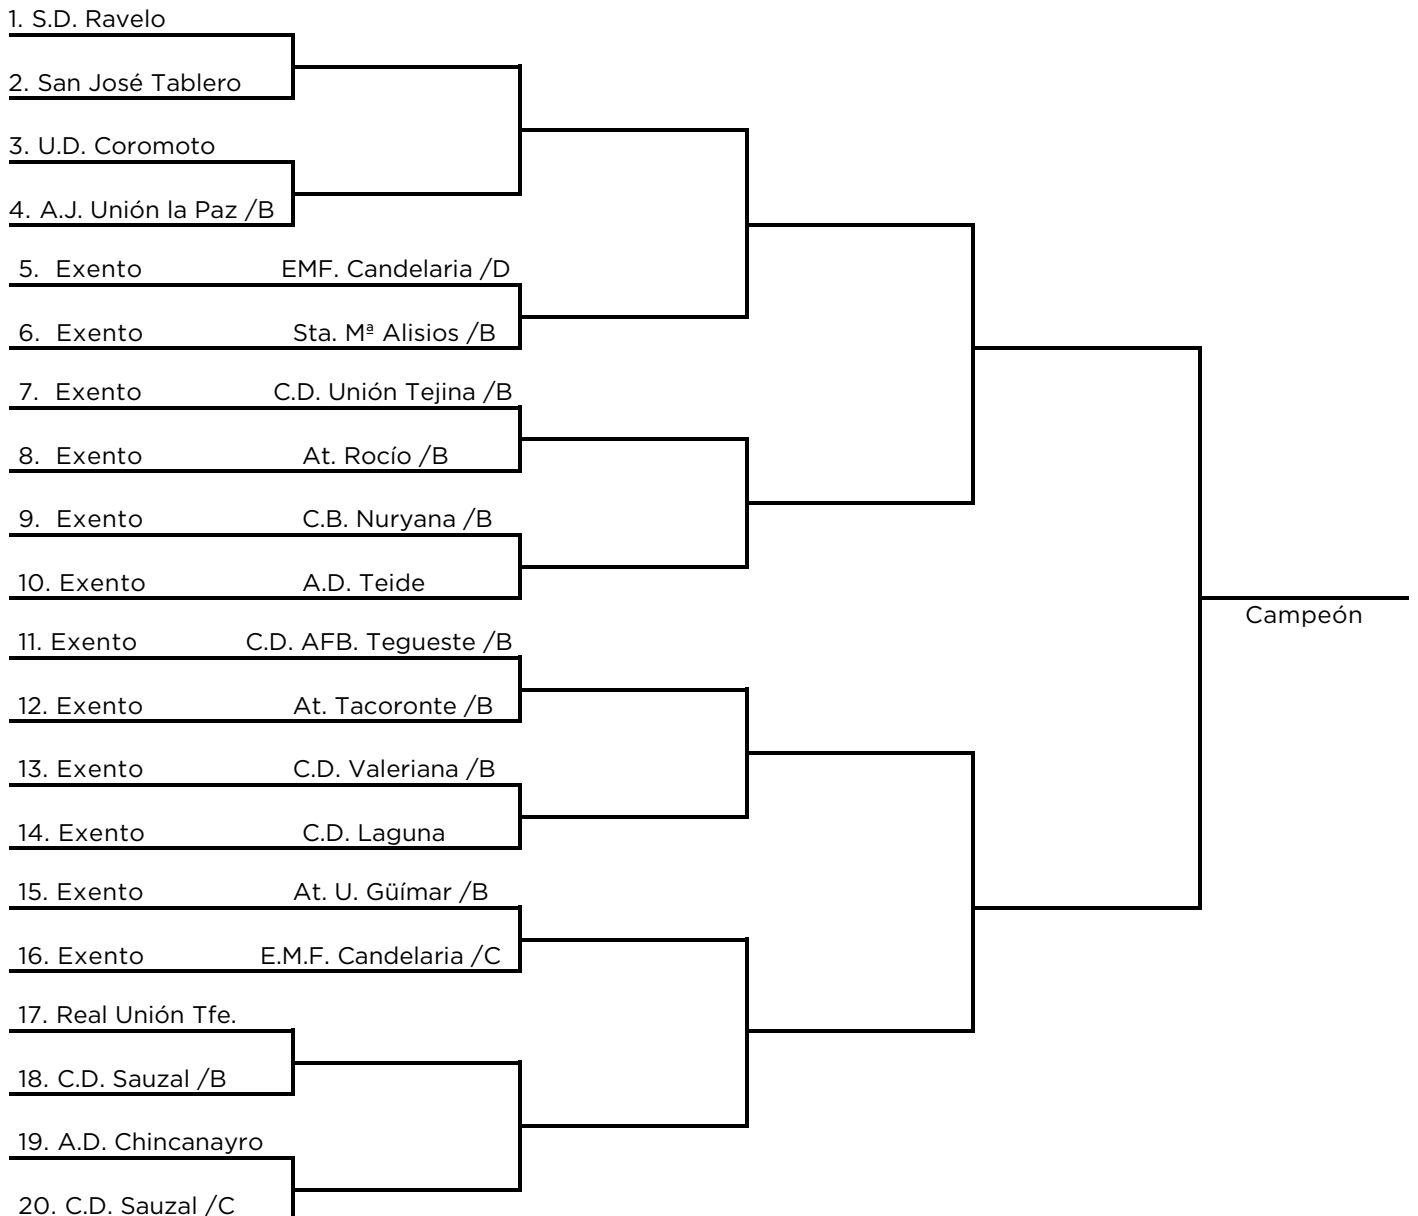 1. S.D. Ravelo
2. San José Tablero
3. U.D. Coromoto
4. A.J. Unión la Paz /B
5. Exento EMF. Candelaria /D
6. Exento Sta. Mª Alisios /B
7. Exento C.D. Unión Tejina /B
8. Exento At. Rocío /B
9. Exento C.B. Nuryana /B
10. Exento A.D. Teide
Campeón
11. Exento C.D. AFB. Tegueste /B
12. Exento At. Tacoronte /B
13. Exento C.D. Valeriana /B
14. Exento C.D. Laguna
15. Exento At. U. Güímar /B
16. Exento E.M.F. Candelaria /C
17. Real Unión Tfe.
18. C.D. Sauzal /B
19. A.D. Chincanayro
20. C.D. Sauzal /C